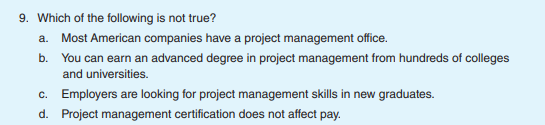 9. Which of the following is not true?
a. Most American companies have a project management office.
b. You can earn an advanced degree in project management from hundreds of colleges
and universities.
c. Employers are looking for project management skills in new graduates.
d. Project management certification does not affect pay.